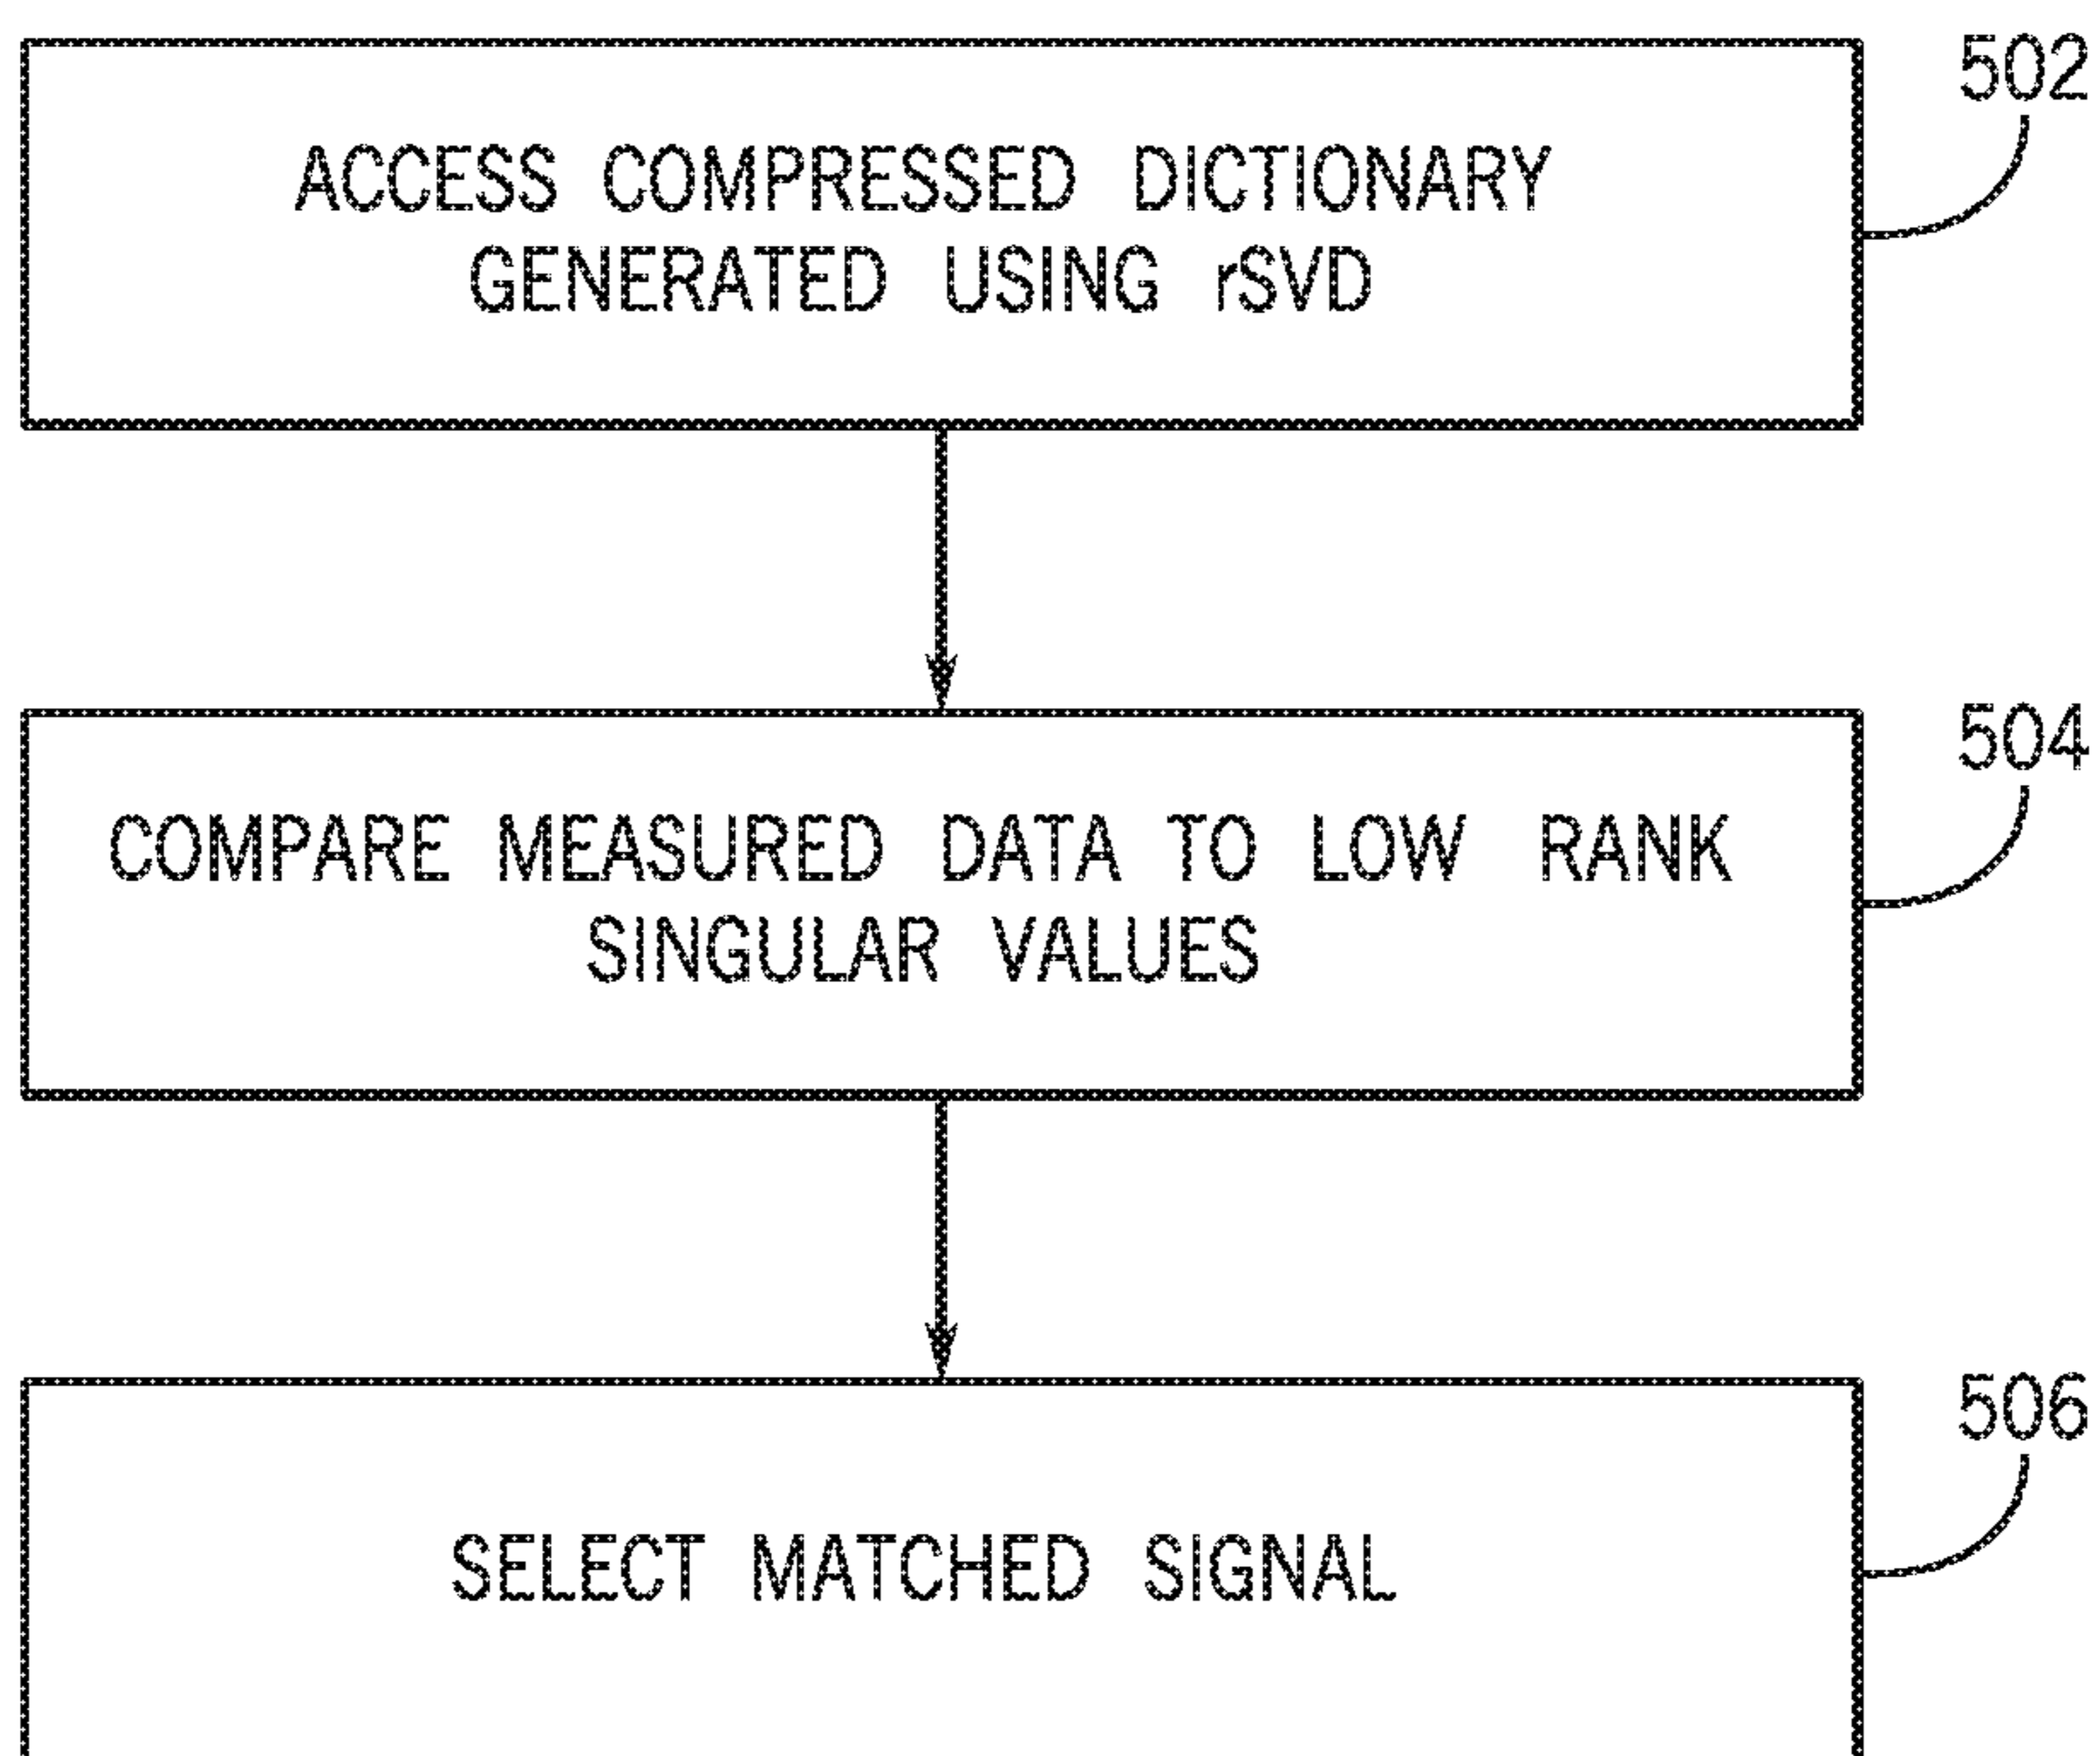 502
ACCESS COMPRESSED DICTIONARY
GENERATED USING rSVD
504
COMPARE MEASURED DATA TO LOW RANK
SINGULAR VALUES
506
SELECT MATCHED SIGNAL